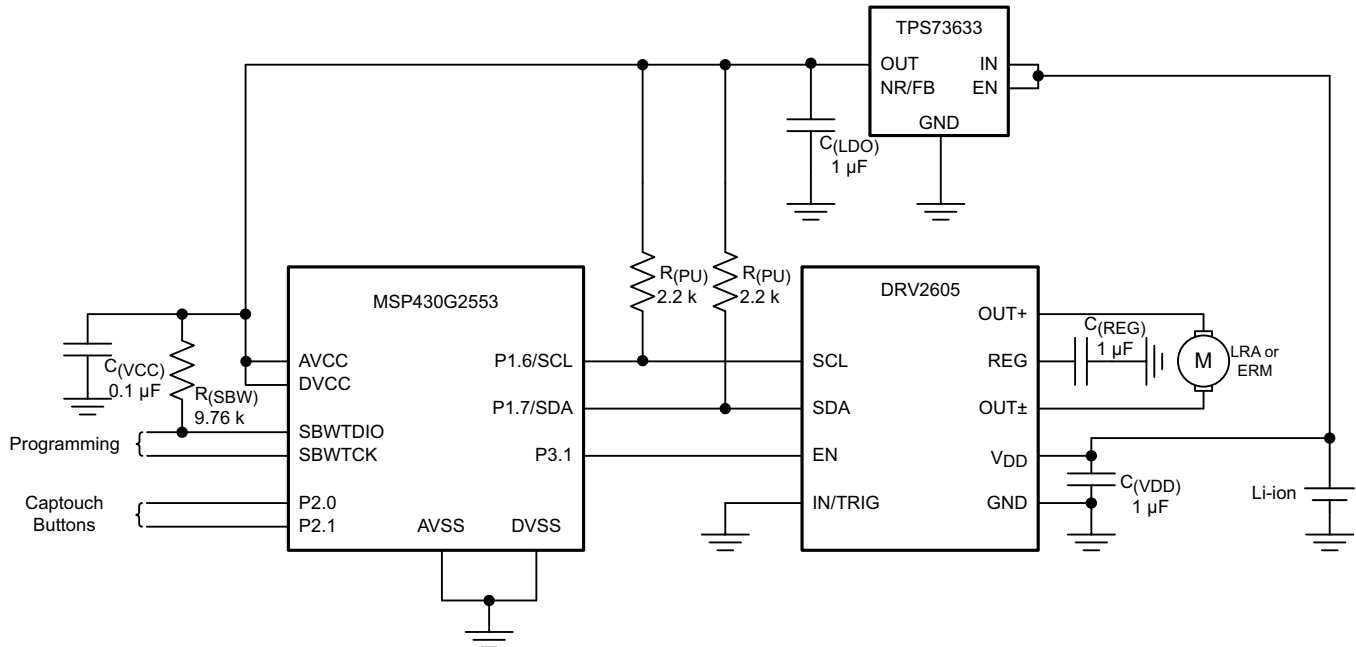 TPS73633
OUT
IN
NR/FB
EN
GND
C(LDO)
1 µF
R(PU)
2.2 k
R(PU)
2.2 k
MSP430G2553
DRV2605
OUT+
C(REG)
1 µF
AVCC
P1.6/SCL
SCL
REG
M
LRA or
ERM
C(VCC)
0.1 µF
DVCC
R(SBW)
9.76 k
P1.7/SDA
SDA
OUT±
Programming
SBWTDIO
SBWTCK
P3.1
EN
VDD
C(VDD)
1 µF
Li-ion
Captouch
Buttons
P2.0
P2.1
AVSS
DVSS
IN/TRIG
GND